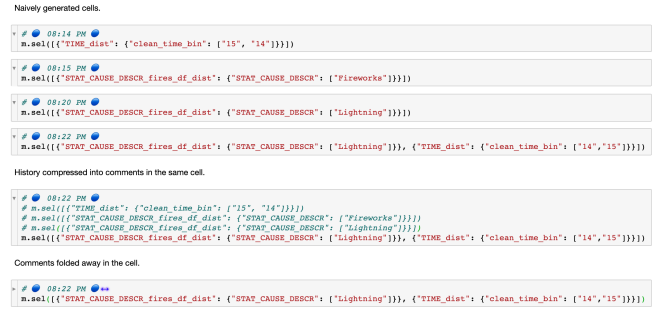 Naively generated cells.
# 🔵 08:14 PM 🔵
m.sel([{"TIME_dist": {"clean_time_bin": ["15", "14"]}}])
# 🔵 08:15 PM 🔵
m.sel([{"STAT_CAUSE_DESCR_fires_df_dist": {"STAT_CAUSE_DESCR": ["Fireworks"]}}])
# 🔵 08:20 PM 🔵
m.sel([{"STAT_CAUSE_DESCR_fires_df_dist": {"STAT_CAUSE_DESCR": ["Lightning"]}}])
# 🔵 08:22 PM 🔵
m.sel([{"STAT_CAUSE_DESCR_fires_df_dist": {"STAT_CAUSE_DESCR": ["Lightning"]}}, {"TIME_dist": {"clean_time_bin": ["14","15"]}}])
History compressed into comments in the same cell.
# 🔵 08:22 PM 🔵
# m.sel([{"TIME_dist": {"clean_time_bin": ["15", "14"]}}])
# m.sel([{"STAT_CAUSE_DESCR_fires_df_dist": {"STAT_CAUSE_DESCR": ["Fireworks"]}}])
# m.sel([{"STAT_CAUSE_DESCR_fires_df_dist": {"STAT_CAUSE_DESCR": ["Lightning"]}}])
m.sel([{"STAT_CAUSE_DESCR_fires_df_dist": {"STAT_CAUSE_DESCR": ["Lightning"]}}, {"TIME_dist": {"clean_time_bin": ["14","15"]}}])
Comments folded away in the cell.
# 🔵 08:22 PM 🔵↔
m.sel([{"STAT_CAUSE_DESCR_fires_df_dist": {"STAT_CAUSE_DESCR": ["Lightning"]}}, {"TIME_dist": {"clean_time_bin": ["14","15"]}}])